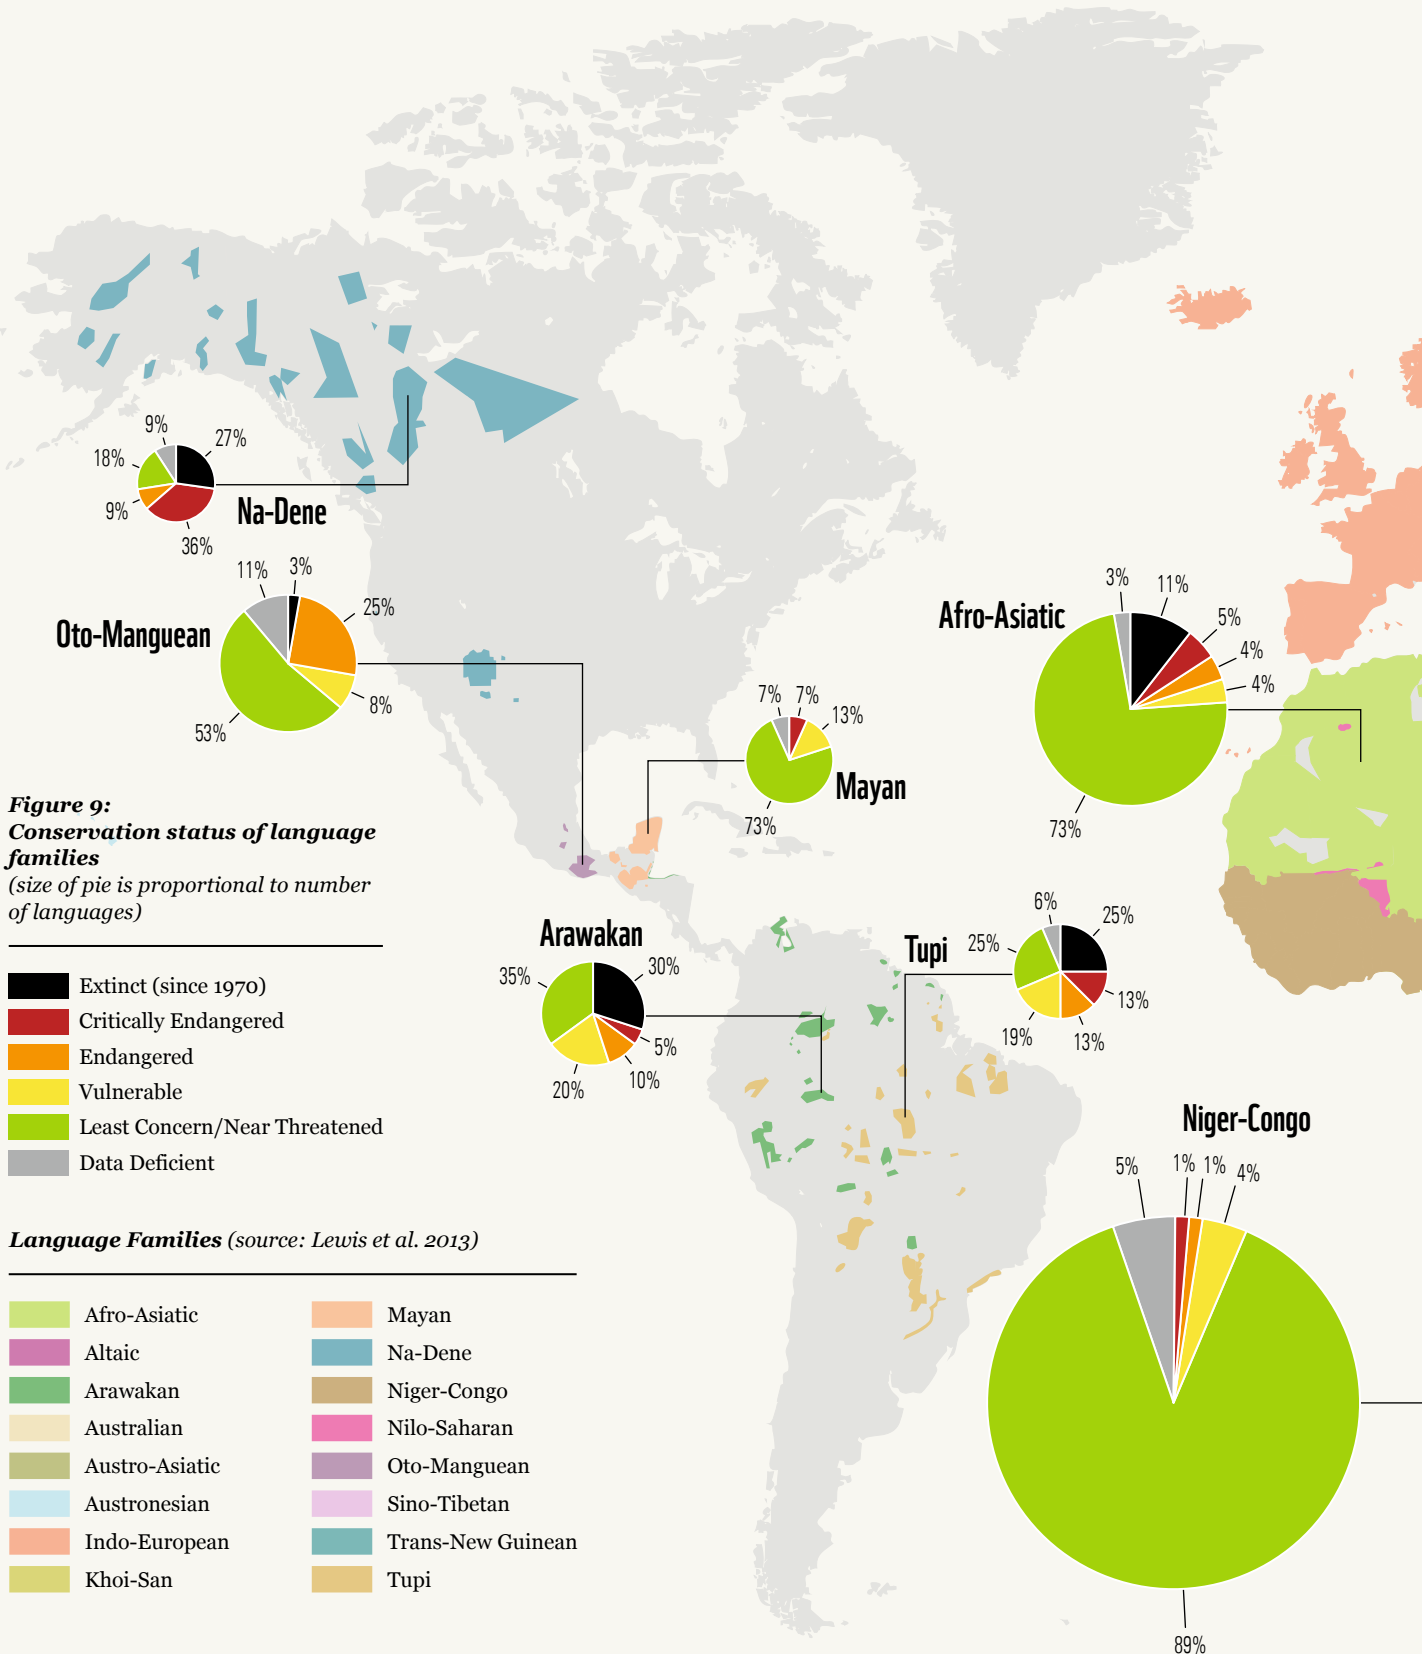 9%
27%
18%
9%
36%
Na-Dene
11%
3%
25%
8%
53%
Oto-Manguean
7%
7%
13%
73%
Mayan
3%
11%
5%
4%
4%
73%
Afro-Asiatic
Figure 9:
Conservation status of language
families
(size of pie is proportional to number
of languages)
Extinct (since 1970)
Critically Endangered
Endangered
Vulnerable
Least Concern/Near Threatened
Data Deficient
Arawakan
35%
30%
5%
10%
20%
Tupi
6%
25%
25%
13%
13%
19%
Niger-Congo
5%
1%
1%
4%
89%
Language Families (source: Lewis et al. 2013)
Afro-Asiatic
Altaic
Arawakan
Australian
Austro-Asiatic
Austronesian
Indo-European
Khoi-San
Mayan
Na-Dene
Niger-Congo
Nilo-Saharan
Oto-Manguean
Sino-Tibetan
Trans-New Guinean
Tupi